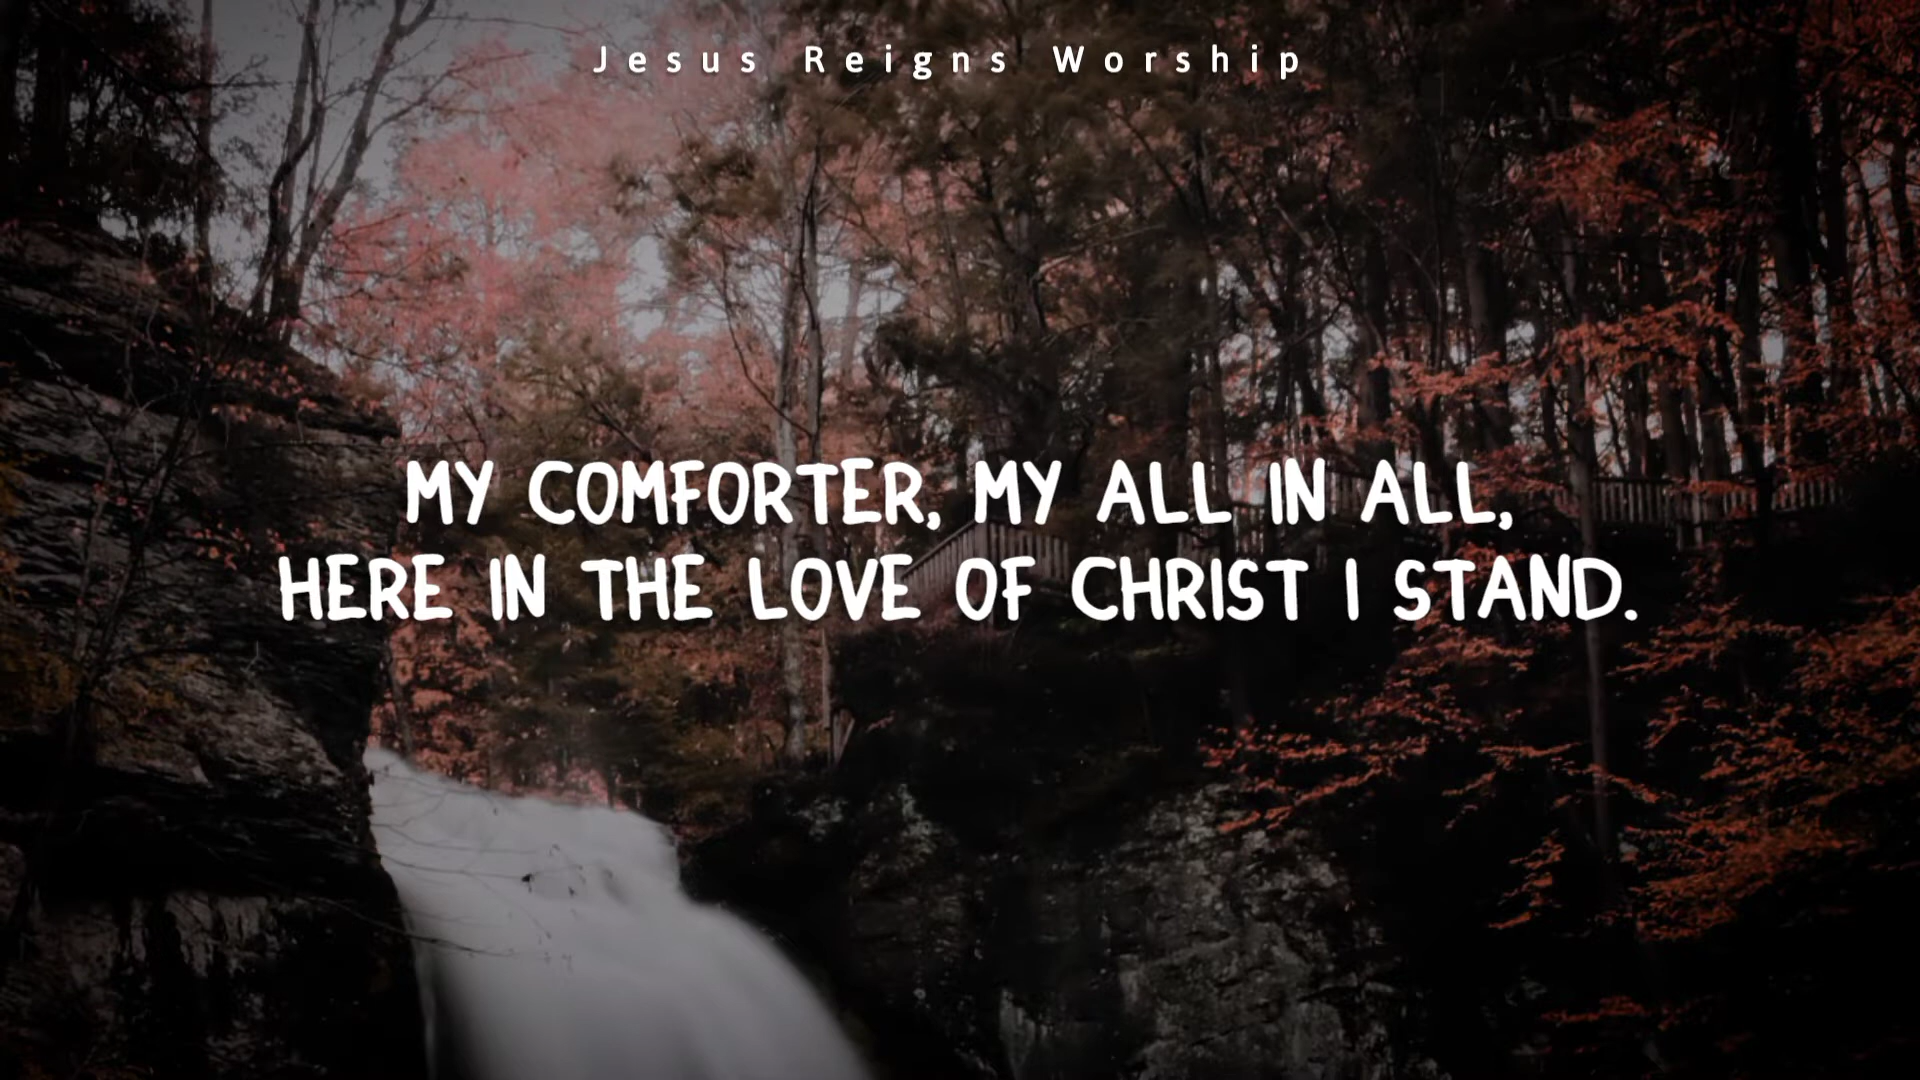 Jesus Reigns Worship
MY COMFORTER, MY ALL IN ALL,
HERE IN THE LOVE OF CHRIST I STAND.